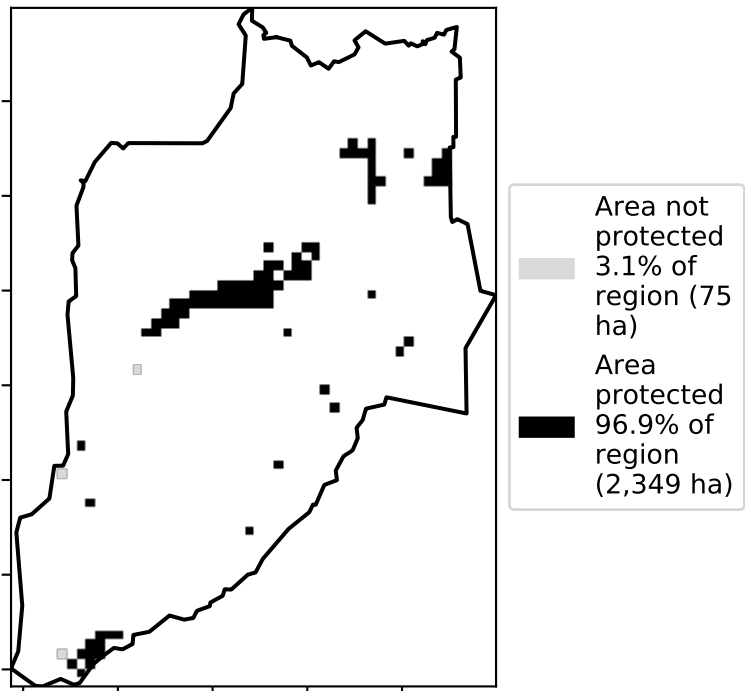 Area not
protected
3.1% of
region (75
ha)
Area
protected
96.9% of
region
(2,349 ha)